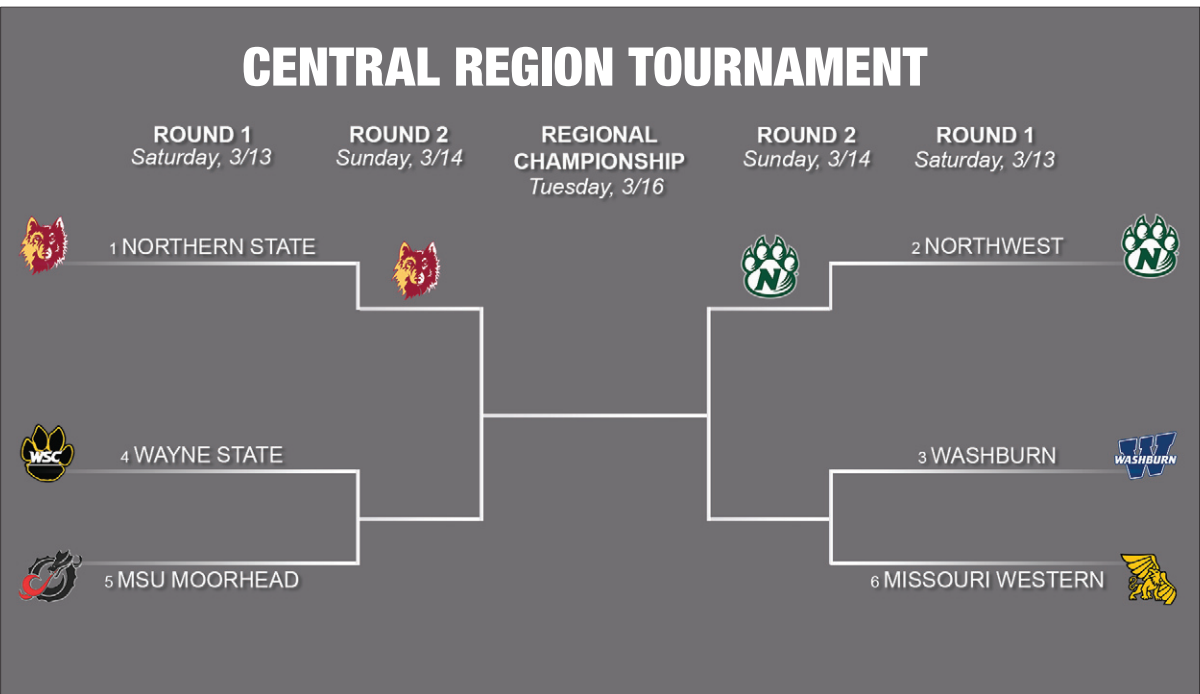 CENTRAL REGION TOURNAMENT
ROUND 1
Saturday, 3/13
ROUND 2
Sunday, 3/14
REGIONAL
CHAMPIONSHIP
Tuesday, 3/16
ROUND 2
Sunday, 3/14
ROUND 1
Saturday, 3/13
1 NORTHERN STATE
N
2 NORTHWEST
N
WSC
4 WAYNE STATE
3 WASHBURN
W
WASHBURN
5 MSU MOORHEAD
6 MISSOURI WESTERN